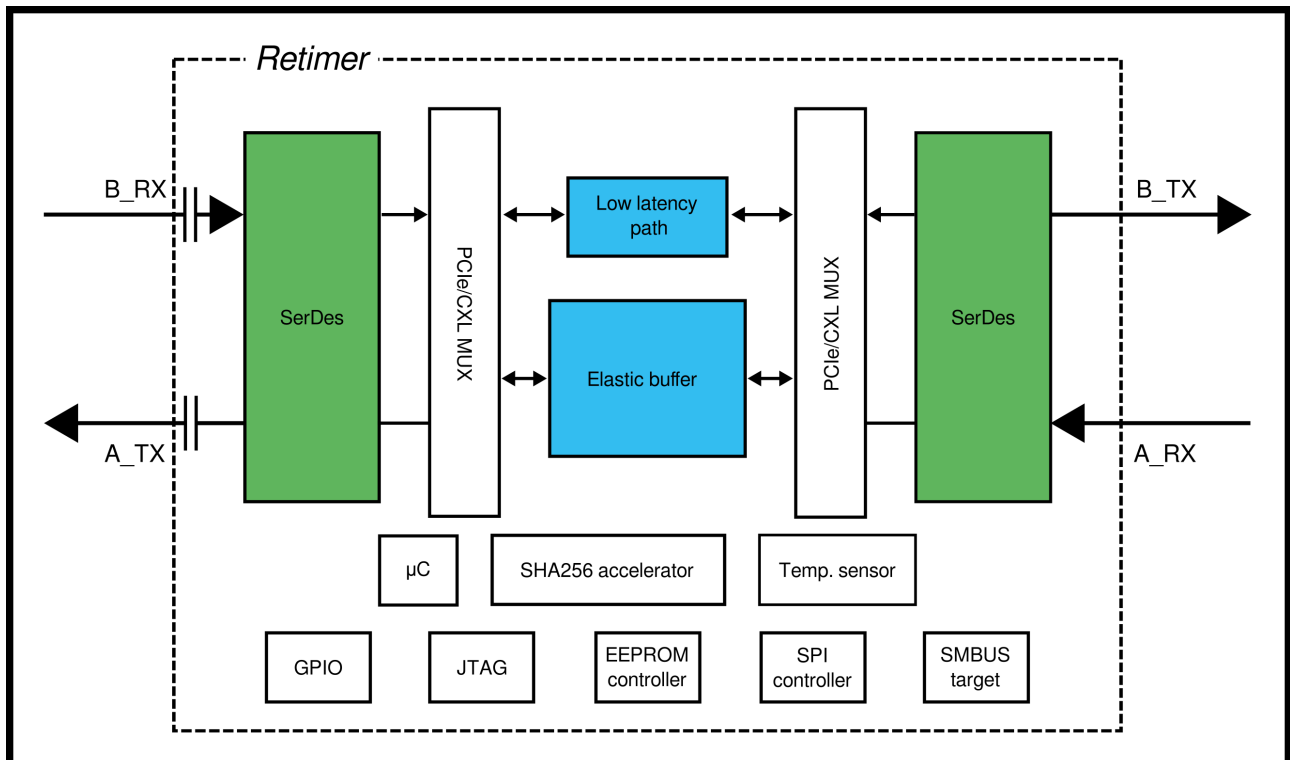 Retimer
B_RX
B_TX
Low latency
path
PCIe/CXL MUX
PCIe/CXL MUX
SerDes
SerDes
Elastic buffer
A_TX
A_RX
µC
SHA256 accelerator
Temp. sensor
GPIO
JTAG
EEPROM
controller
SPI
controller
SMBUS
target